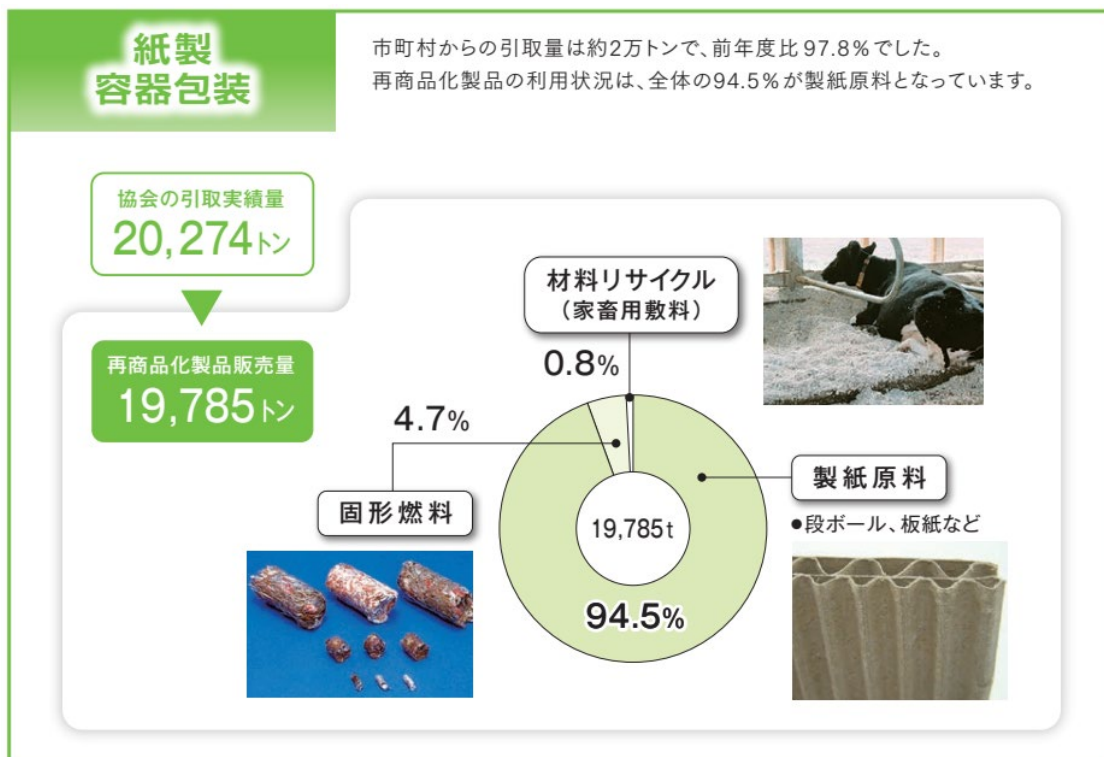 紙製
容器包装
市町村からの引取量は約2万トンで、前年度比97.8%でした。
再商品化製品の利用状況は、全体の94.5%が製紙原料となっています。
協会の引取実績量
20,274トン
再商品化製品販売量
19,785トン
材料リサイクル
（家畜用敷料）
0.8%
4.7%
固形燃料
製紙原料
●段ボール、板紙など
19,785t
94.5%